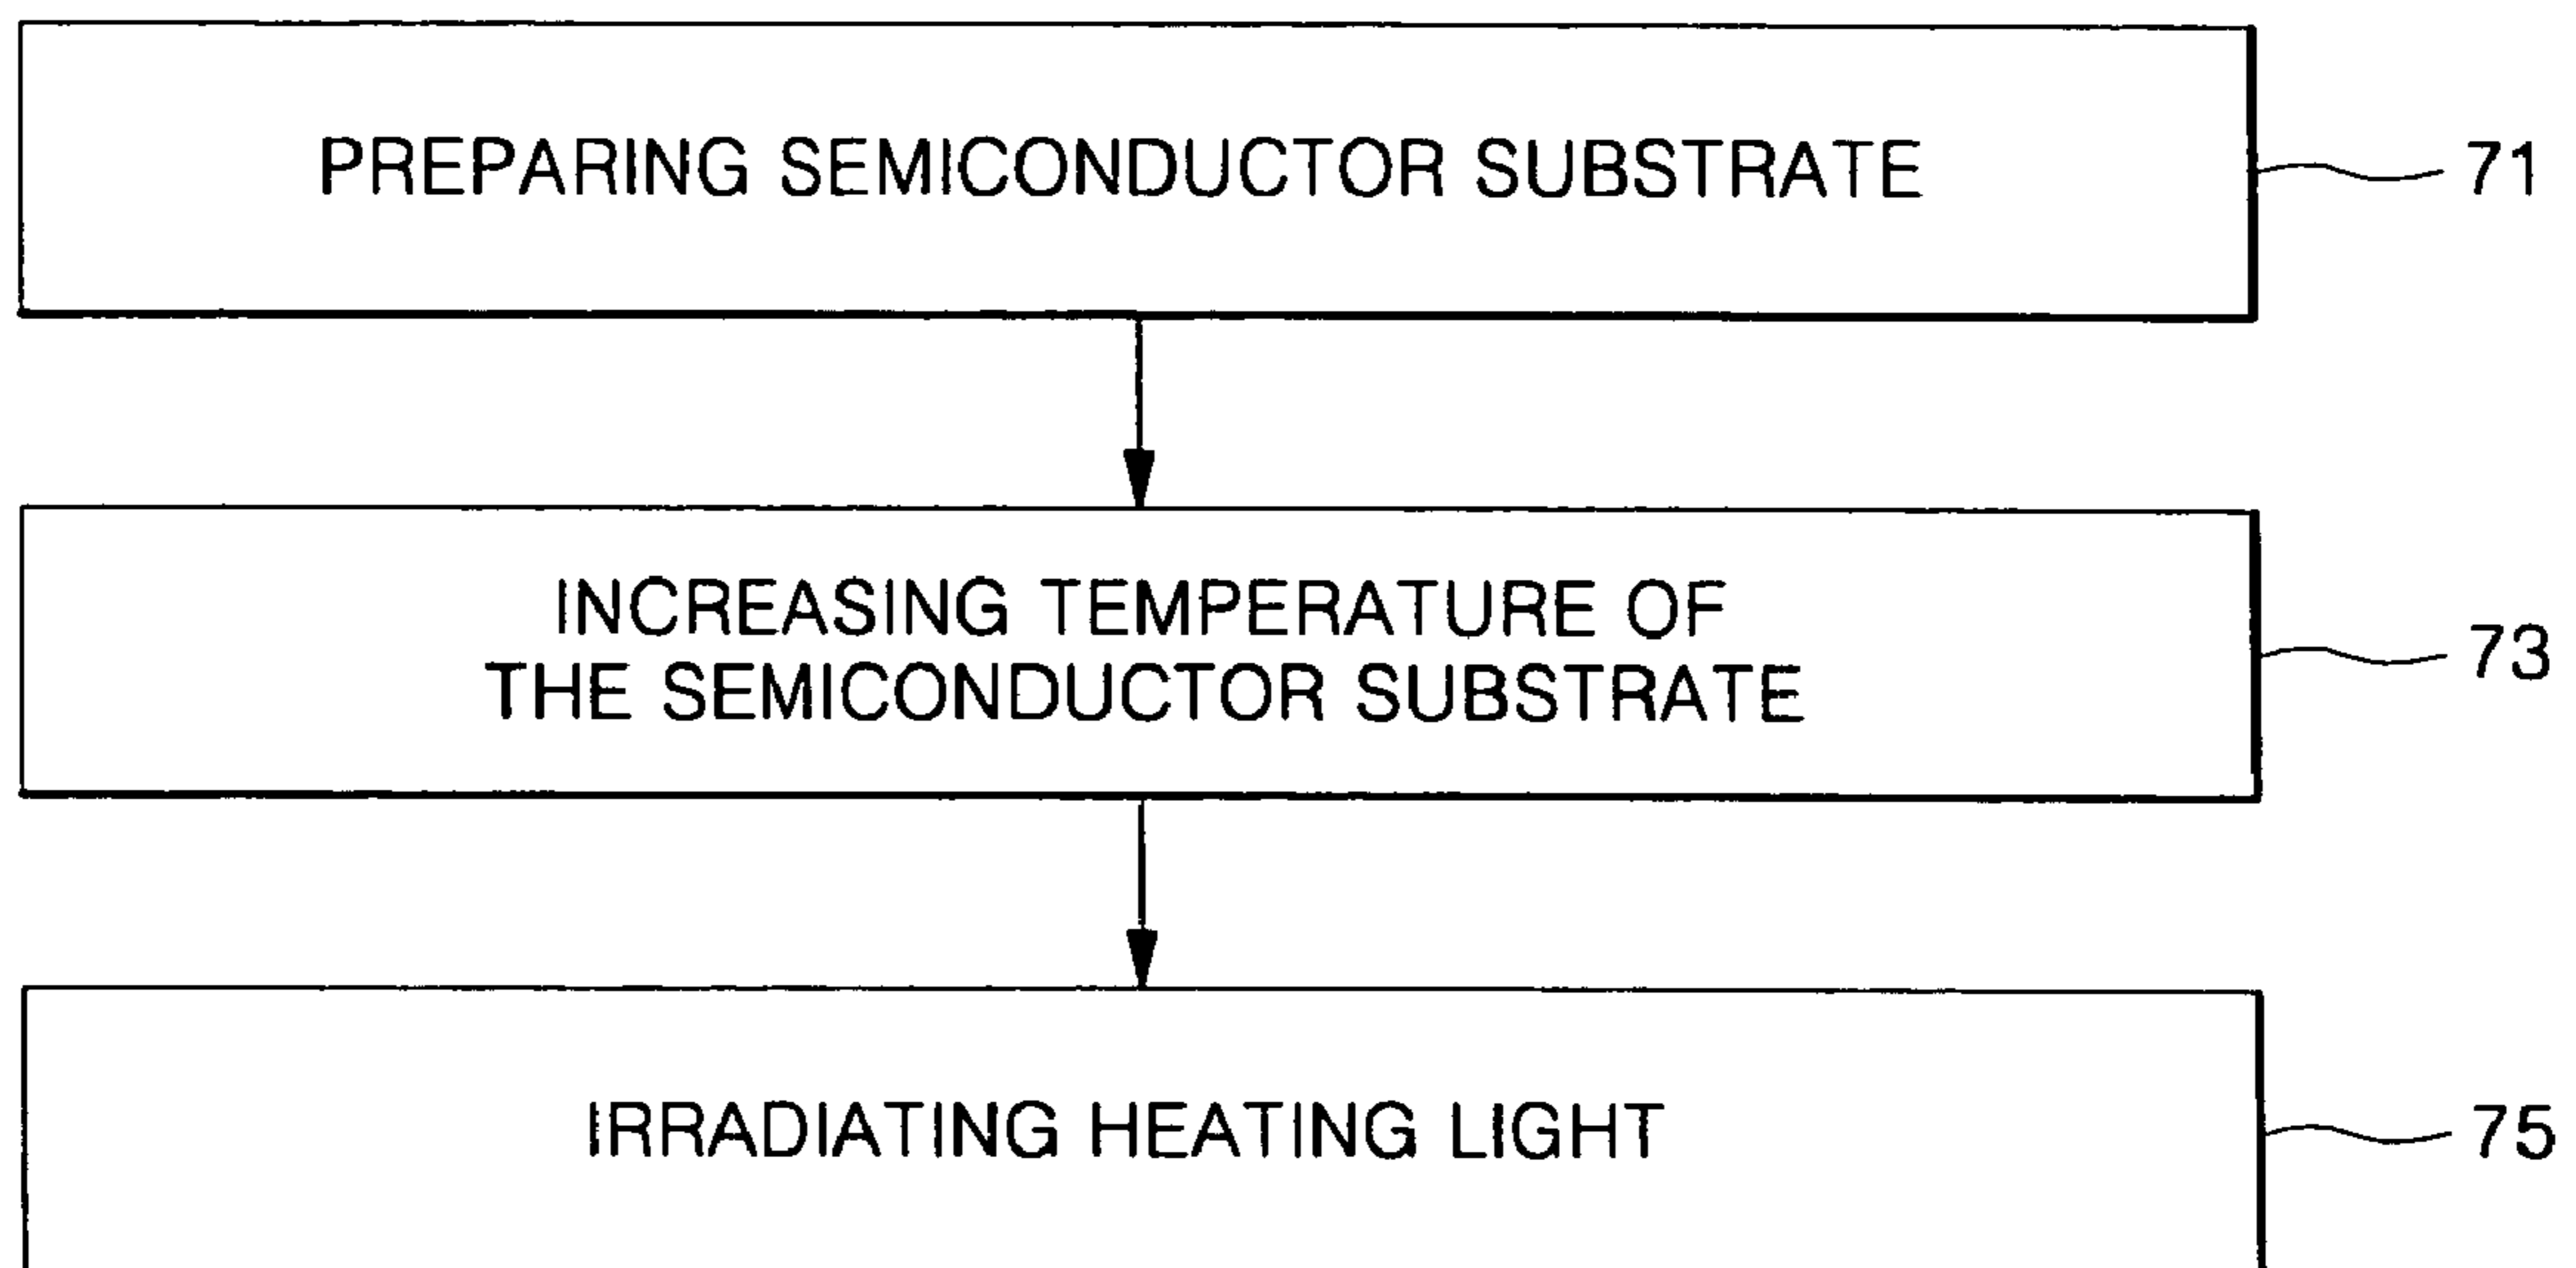 PREPARING SEMICONDUCTOR SUBSTRATE
71
INCREASING TEMPERATURE OF
THE SEMICONDUCTOR SUBSTRATE
73
IRRADIATING HEATING LIGHT
75